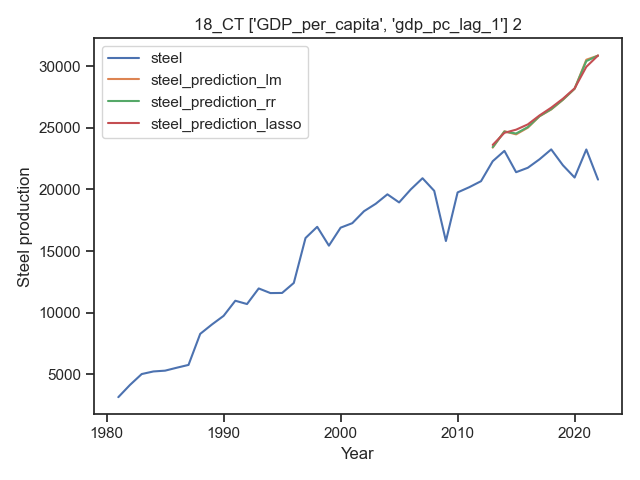 18_CT ['GDP_per_capita', 'gdp_pc_lag_1'] 2
steel
steel_prediction_lm
steel_prediction_rr
steel_prediction_lasso
30000
25000
20000
15000
10000
5000
Steel production
1980
1990
2000
2010
2020
Year